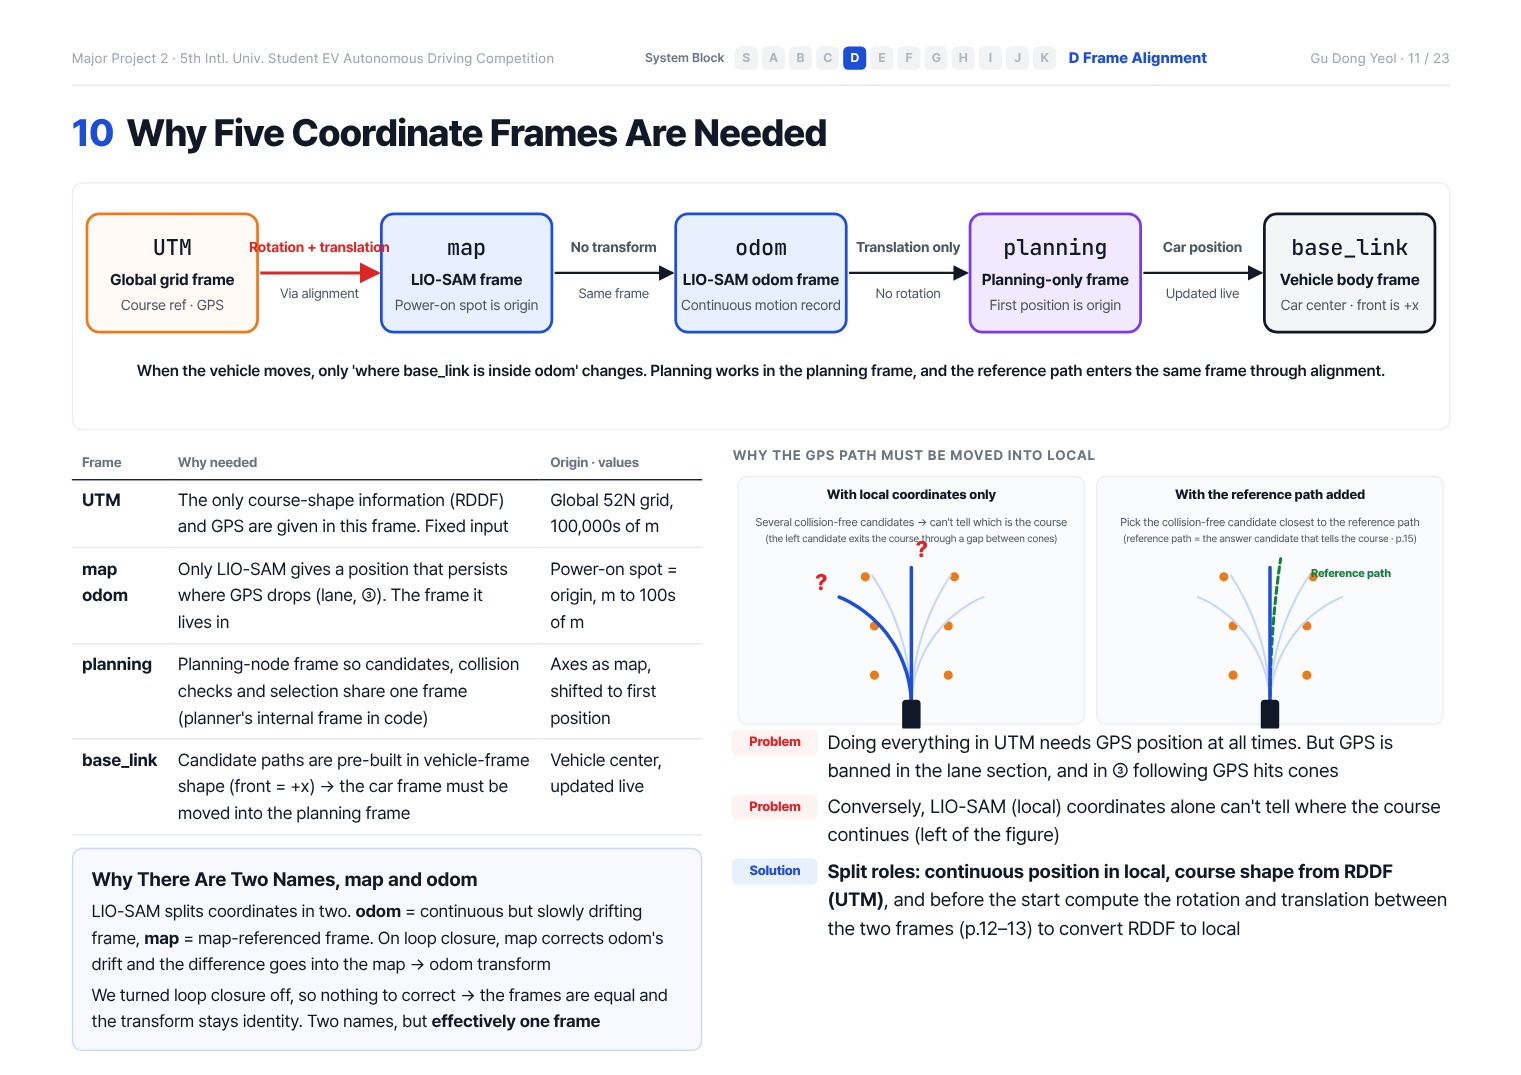 Major Project 2 · 5th Intl. Univ. Student EV Autonomous Driving Competition
System Block S A B C D E F G H I J K D Frame Alignment
Gu Dong Yeol · 11 / 23
10 Why Five Coordinate Frames Are Needed
UTM
Global grid frame
Course ref · GPS
Rotation + translation
Via alignment
map
LIO-SAM frame
Power-on spot is origin
No transform
Same frame
odom
LIO-SAM odom frame
Continuous motion record
Translation only
No rotation
planning
Planning-only frame
First position is origin
Car position
Updated live
base_link
Vehicle body frame
Car center · front is +x
When the vehicle moves, only 'where base_link is inside odom' changes. Planning works in the planning frame, and the reference path enters the same frame through alignment.
Frame Why needed Origin · values
UTM The only course-shape information (RDDF) Global 52N grid,
and GPS are given in this frame. Fixed input 100,000s of m
map Only LIO-SAM gives a position that persists Power-on spot =
odom where GPS drops (lane, ③). The frame it origin, m to 100s
lives in of m
planning Planning-node frame so candidates, collision Axes as map,
checks and selection share one frame shifted to first
(planner's internal frame in code) position
base_link Candidate paths are pre-built in vehicle-frame Vehicle center,
shape (front = +x) → the car frame must be updated live
moved into the planning frame
Why There Are Two Names, map and odom
LIO-SAM splits coordinates in two. odom = continuous but slowly drifting
frame, map = map-referenced frame. On loop closure, map corrects odom's
drift and the difference goes into the map → odom transform
We turned loop closure off, so nothing to correct → the frames are equal and
the transform stays identity. Two names, but effectively one frame
WHY THE GPS PATH MUST BE MOVED INTO LOCAL
With local coordinates only
Several collision-free candidates → can't tell which is the course
(the left candidate exits the course through a gap between cones)
?
?
With the reference path added
Pick the collision-free candidate closest to the reference path
(reference path = the answer candidate that tells the course · p.15)
Reference path
Problem Doing everything in UTM needs GPS position at all times. But GPS is
banned in the lane section, and in ③ following GPS hits cones
Problem Conversely, LIO-SAM (local) coordinates alone can't tell where the course
continues (left of the figure)
Solution Split roles: continuous position in local, course shape from RDDF
(UTM), and before the start compute the rotation and translation between
the two frames (p.12–13) to convert RDDF to local